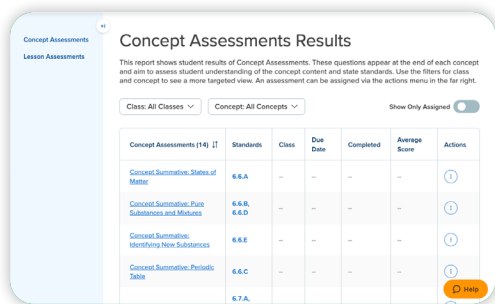 Concept Assessments
Lesson Assessments
Concept Assessments Results
This report shows student results of Concept Assessments. These questions appear at the end of each concept
and aim to assess student understanding of the concept content and state standards. Use the filters for class
and concept to see a more targeted view. An assessment can be assigned via the actions menu in the far right.
Class: All Classes
Concept: All Concepts
Show Only Assigned
Concept Assessments (14) Standards Class Due Date Completed Average Score Actions
Concept Summative: States of
Matter
6.6.A -- -- -- --
Concept Summative: Pure
Substances and Mixtures
6.6.B,
6.6.D
-- -- -- --
Concept Summative:
Identifying New Substances
6.6.E -- -- -- --
Concept Summative: Periodic
Table
6.6.C -- -- -- --
6.7.A,
Help